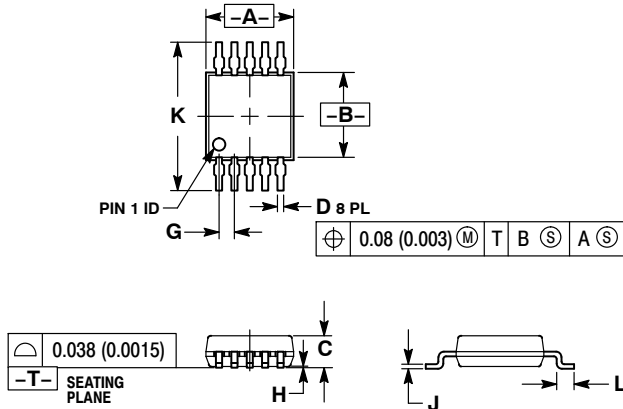 –A–
K
–B–
PIN 1 ID
D 8 PL
G
⌖ 0.08 (0.003) Ⓜ T B Ⓢ A Ⓢ
⌓ 0.038 (0.0015)
C
–T– SEATING
PLANE
H
J
L